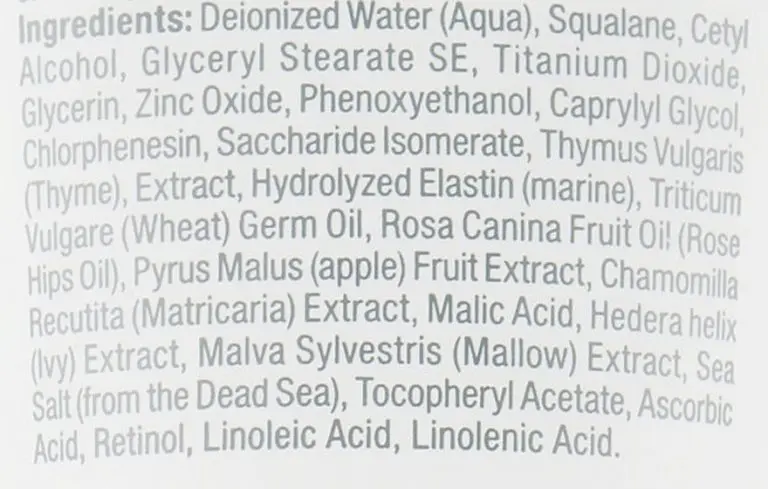 Ingredients: Deionized Water (Aqua), Squalane, Cetyl
Alcohol, Glyceryl Stearate SE, Titanium Dioxide,
Glycerin, Zinc Oxide, Phenoxyethanol, Caprylyl Glycol,
Chlorphenesin, Saccharide Isomerate, Thymus Vulgaris
(Thyme), Extract, Hydrolyzed Elastin (marine), Triticum
Vulgare (Wheat) Germ Oil, Rosa Canina Fruit Oil (Rose
Hips Oil), Pyrus Malus (apple) Fruit Extract, Chamomilla
Recutita (Matricaria) Extract, Malic Acid, Hedera helix
(Ivy) Extract, Malva Sylvestris (Mallow) Extract, Sea
Salt (from the Dead Sea), Tocopheryl Acetate, Ascorbic
Acid, Retinol, Linoleic Acid, Linolenic Acid.